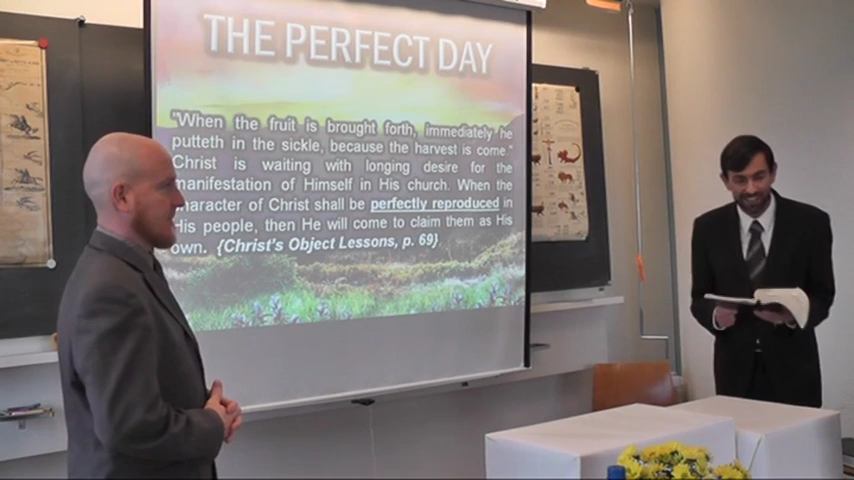 THE PERFECT DAY
"When the fruit is brought forth, immediately he
putteth in the sickle, because the harvest is come."
Christ is waiting with longing desire for the
manifestation of Himself in His church. When the
character of Christ shall be perfectly reproduced in
His people, then He will come to claim them as His
own. {Christ's Object Lessons, p. 69}